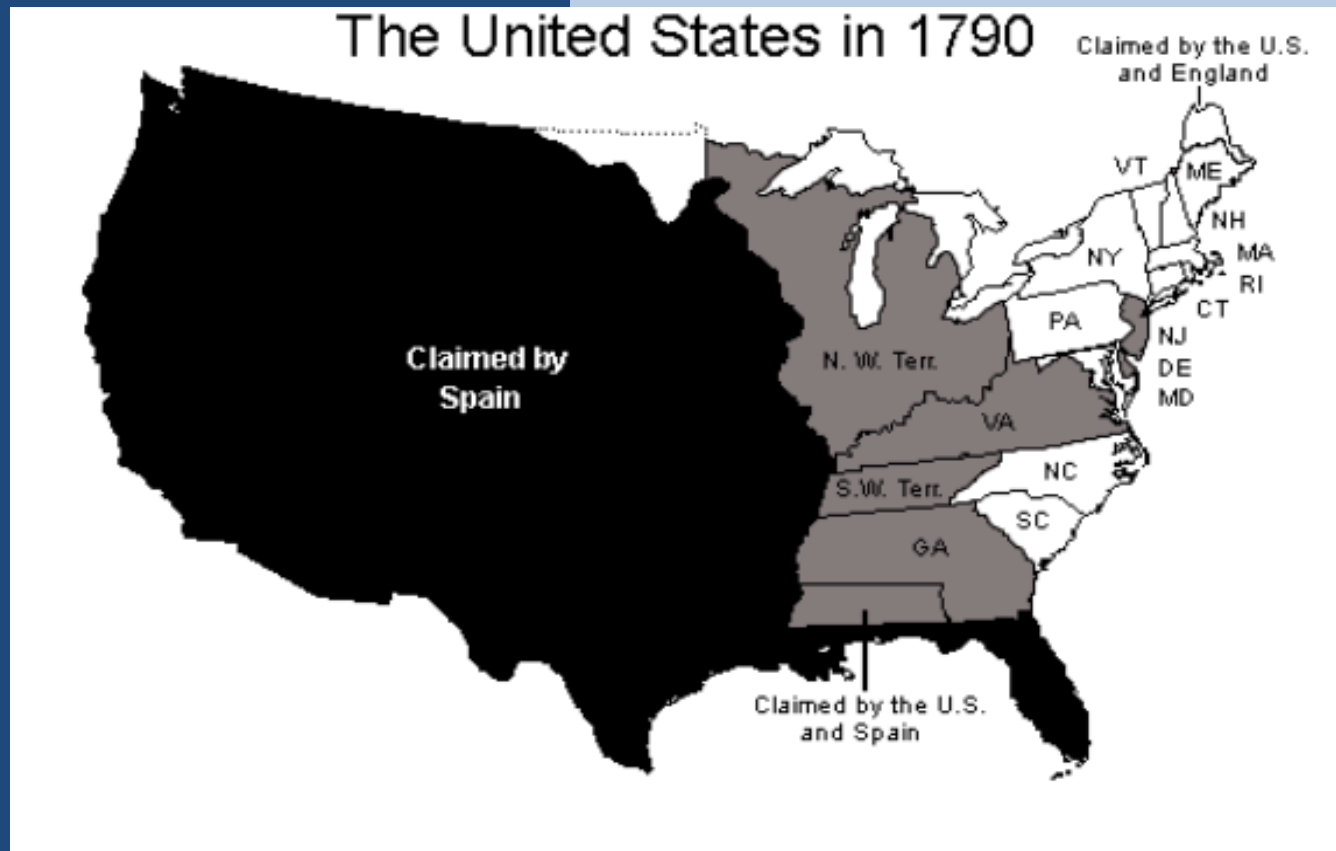 The United States in 1790
Claimed by the U.S.
and England
VT
ME
NH
NY
MA
RI
CT
PA
NJ
Claimed by
Spain
N. W. Terr.
DE
MD
VA
NC
S.W. Terr.
SC
GA
Claimed by the U.S.
and Spain